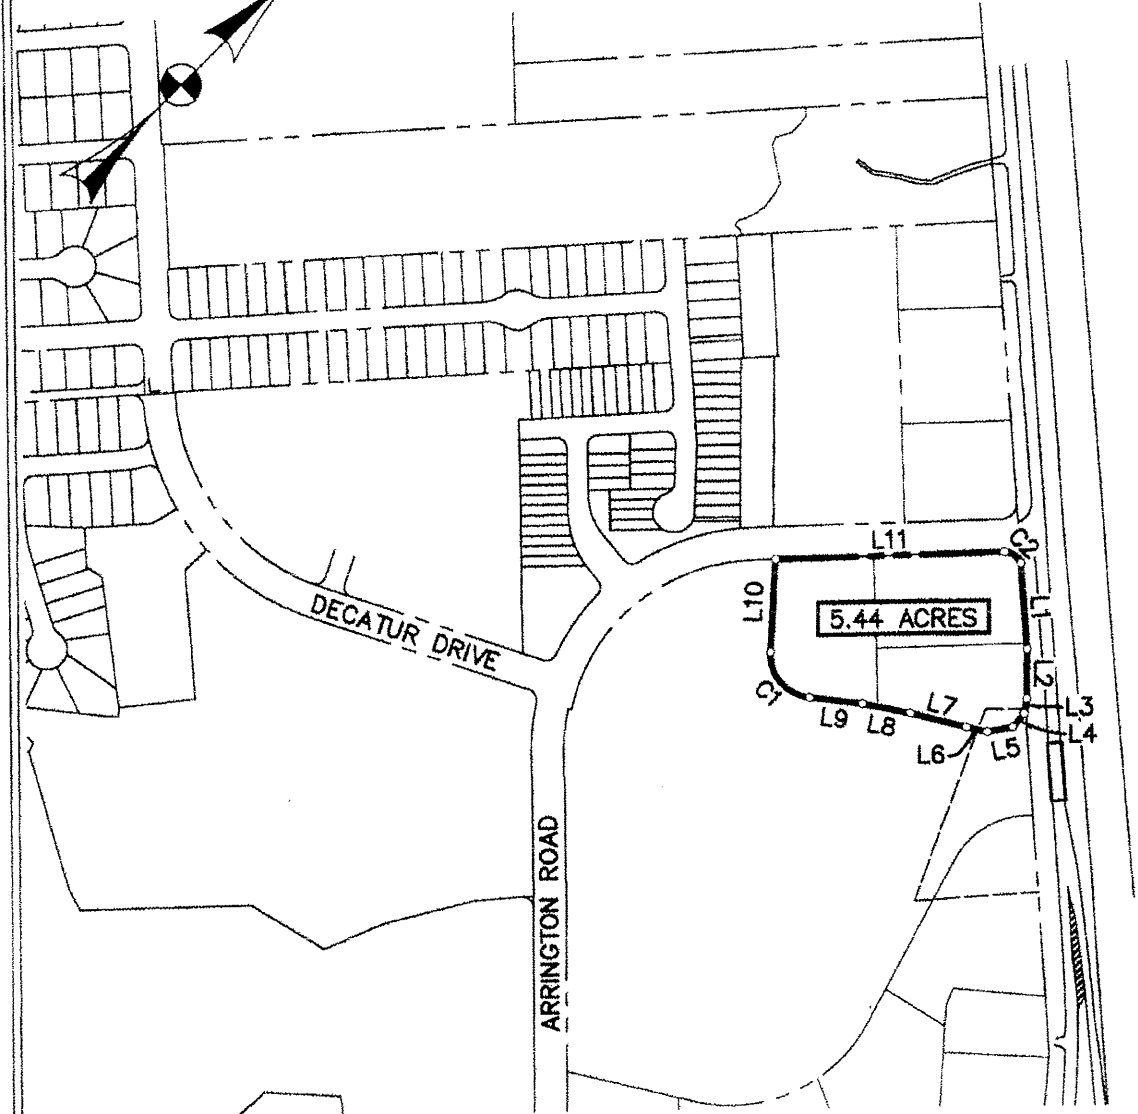 L11
C2
L10
5.44 ACRES
L1
DECATUR DRIVE
L2
C1
L9
L8
L7
L3
L4
L6
L5
ARRINGTON ROAD